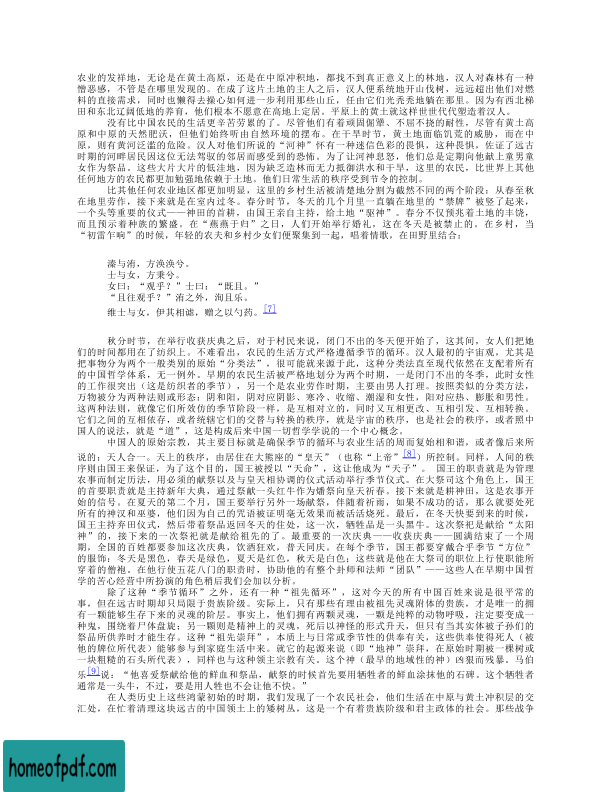 农业的发祥地，无论是在黄土高原，还是在中原冲积地，都找不到真正意义上的林地，汉人对森林有一种
憎恶感，不管是在哪里发现的。在成了这片土地的主人之后，汉人便系统地开山伐树，远远超出他们对燃
料的直接需求，同时也懒得去操心如何进一步利用那些山丘，任由它们光秃秃地躺在那里。因为有西北梯
田和东北辽阔低地的养育，他们根本不愿意在高地上定居。平原上的黄土就这样世世代代塑造着汉人。
没有比中国农民的生活更辛苦劳累的了。尽管他们有着顽固倔犟、不屈不挠的耐性，尽管有黄土高
原和中原的天然肥沃，但他们始终听由自然环境的摆布。在干旱时节，黄土地面临饥荒的威胁，而在中
原，则有黄河泛滥的危险。汉人对他们所说的“河神”怀有一种迷信色彩的畏惧，这种畏惧，佐证了远古
时期的河畔居民因这位无法驾驭的邻居而感受到的恐怖。为了让河神息怒，他们总是定期向他献上童男童
女作为祭品。这些大片大片的低洼地，因为缺乏造林而无力抵御洪水和干旱，这里的农民，比世界上其他
任何地方的农民都更加勉强地依赖于土地。他们日常生活的秩序受到节令的控制。
比其他任何农业地区都更加明显，这里的乡村生活被清楚地分割为截然不同的两个阶段：从春至秋
在地里劳作，接下来就是在室内过冬。春分时节，冬天的几个月里一直躺在地里的“禁牌”被竖了起来，
一个头等重要的仪式——神田的首耕，由国王亲自主持，给土地“驱神”。春分不仅预兆着土地的丰饶，
而且预示着种族的繁盛。在“燕燕于归”之日，人们开始举行婚礼，这在冬天是被禁止的。在乡村，当
“初雷乍响”的时候，年轻的农夫和乡村少女们便聚集到一起，唱着情歌，在田野里结合：
溱与洧，方涣涣兮。
士与女，方秉兮。
女曰：“观乎？”士曰：“既且。”
“且往观乎？”洧之外，洵且乐。
维士与女，伊其相谑，赠之以勺药。[7]
秋分时节，在举行收获庆典之后，对于村民来说，闭门不出的冬天便开始了，这其间，女人们把她
们的时间都用在了纺织上。不难看出，农民的生活方式严格遵循季节的循环。汉人最初的宇宙观，尤其是
把事物分为两个一般类别的原始“分类法”，很可能就来源于此，这种分类法直至现代依然在支配着所有
的中国哲学体系，无一例外。早期的农民生活被严格地划分为两个时期，一是闭门不出的冬季，此时女性
的工作很突出（这是纺织者的季节），另一个是农业劳作时期，主要由男人打理。按照类似的分类方法，
万物被分为两种法则或形态：阴和阳，阴对应阴影、寒冷、收缩、潮湿和女性，阳对应热、膨胀和男性。
这两种法则，就像它们所效仿的季节阶段一样，是互相对立的，同时又互相更改、互相引发、互相转换。
它们之间的互相依存，或者统辖它们的交替与转换的秩序，就是宇宙的秩序，也是社会的秩序，或者照中
国人的说法，就是“道”，这是构成后来中国一切哲学学说的一个中心概念。
中国人的原始宗教，其主要目标就是确保季节的循环与农业生活的周而复始相和谐，或者像后来所
说的：天人合一。天上的秩序，由居住在大熊座的“皇天”（也称“上帝”[8]）所控制。同样，人间的秩
序则由国王来保证，为了这个目的，国王被授以“天命”，这让他成为“天子”。 国王的职责就是为管理
农事而制定历法，用必须的献祭以及与皇天相协调的仪式活动举行季节仪式。在大祭司这个角色上，国王
的首要职责就是主持新年大典，通过祭献一头红牛作为燔祭向皇天祈春。接下来就是耕神田，这是农事开
始的信号。在夏天的第二个月，国王要举行另外一场献祭，伴随着祈雨，如果不成功的话，那么就要处死
所有的神汉和巫婆，他们因为自己的咒语被证明毫无效果而被活活烧死。最后，在冬天快要到来的时候，
国王主持弃田仪式，然后带着祭品返回冬天的住处，这一次，牺牲品是一头黑牛。这次祭祀是献给“太阳
神”的，接下来的一次祭祀就是献给祖先的了。最重要的一次庆典——收获庆典——圆满结束了一个周
期，全国的百姓都要参加这次庆典，饮酒狂欢，普天同庆。在每个季节，国王都要穿戴合乎季节“方位”
的服饰：冬天是黑色，春天是绿色，夏天是红色，秋天是白色；这些就是他在大祭司的职位上行使职能所
穿着的僧袍。在他行使五花八门的职责时，协助他的有整个卦师和法师“团队”——这些人在早期中国哲
学的苦心经营中所扮演的角色稍后我们会加以分析。
除了这种“季节循环”之外，还有一种“祖先循环”，这对今天的所有中国百姓来说是很平常的
事，但在远古时期却只局限于贵族阶级。实际上，只有那些有理由被祖先灵魂附体的贵族，才是唯一的拥
有一颗能够生存下来的灵魂的阶层。事实上，他们拥有两颗灵魂，一颗是纯粹的动物呼吸，往定要变成一
种鬼，围绕着尸体盘旋；另一颗则是精神上的灵魂，死后以神怪的形式升天，但只有当其实体被子孙们的
祭品所供养时才能生存。这种“祖先崇拜”，本质上与日常或季节性的供奉有关，这些供奉使得死人（被
他的牌位所代表）能够参与到家庭生活中来。就它的起源来说（即“地神”崇拜，在原始时期被一棵树或
一块粗糙的石头所代表），同样也与这种领主宗教有关。这个神（最早的地域性的神）凶狠而残暴，马伯
乐[9]说：“他喜爱祭献给他的鲜血和祭品，献祭的时候首先要用牺牲者的鲜血涂抹他的石碑。这个牺牲者
通常是一头牛，不过，要是用人牲也不会让他不快。”
在人类历史上这些鸿蒙初始的时期，我们发现了一个农民社会，他们生活在中原与黄土冲积层的交
汇处，在忙着清理这块远古的中国领土上的矮树丛，这是一个有着贵族阶级和君主政体的社会。那些战争
homeofpdf.com